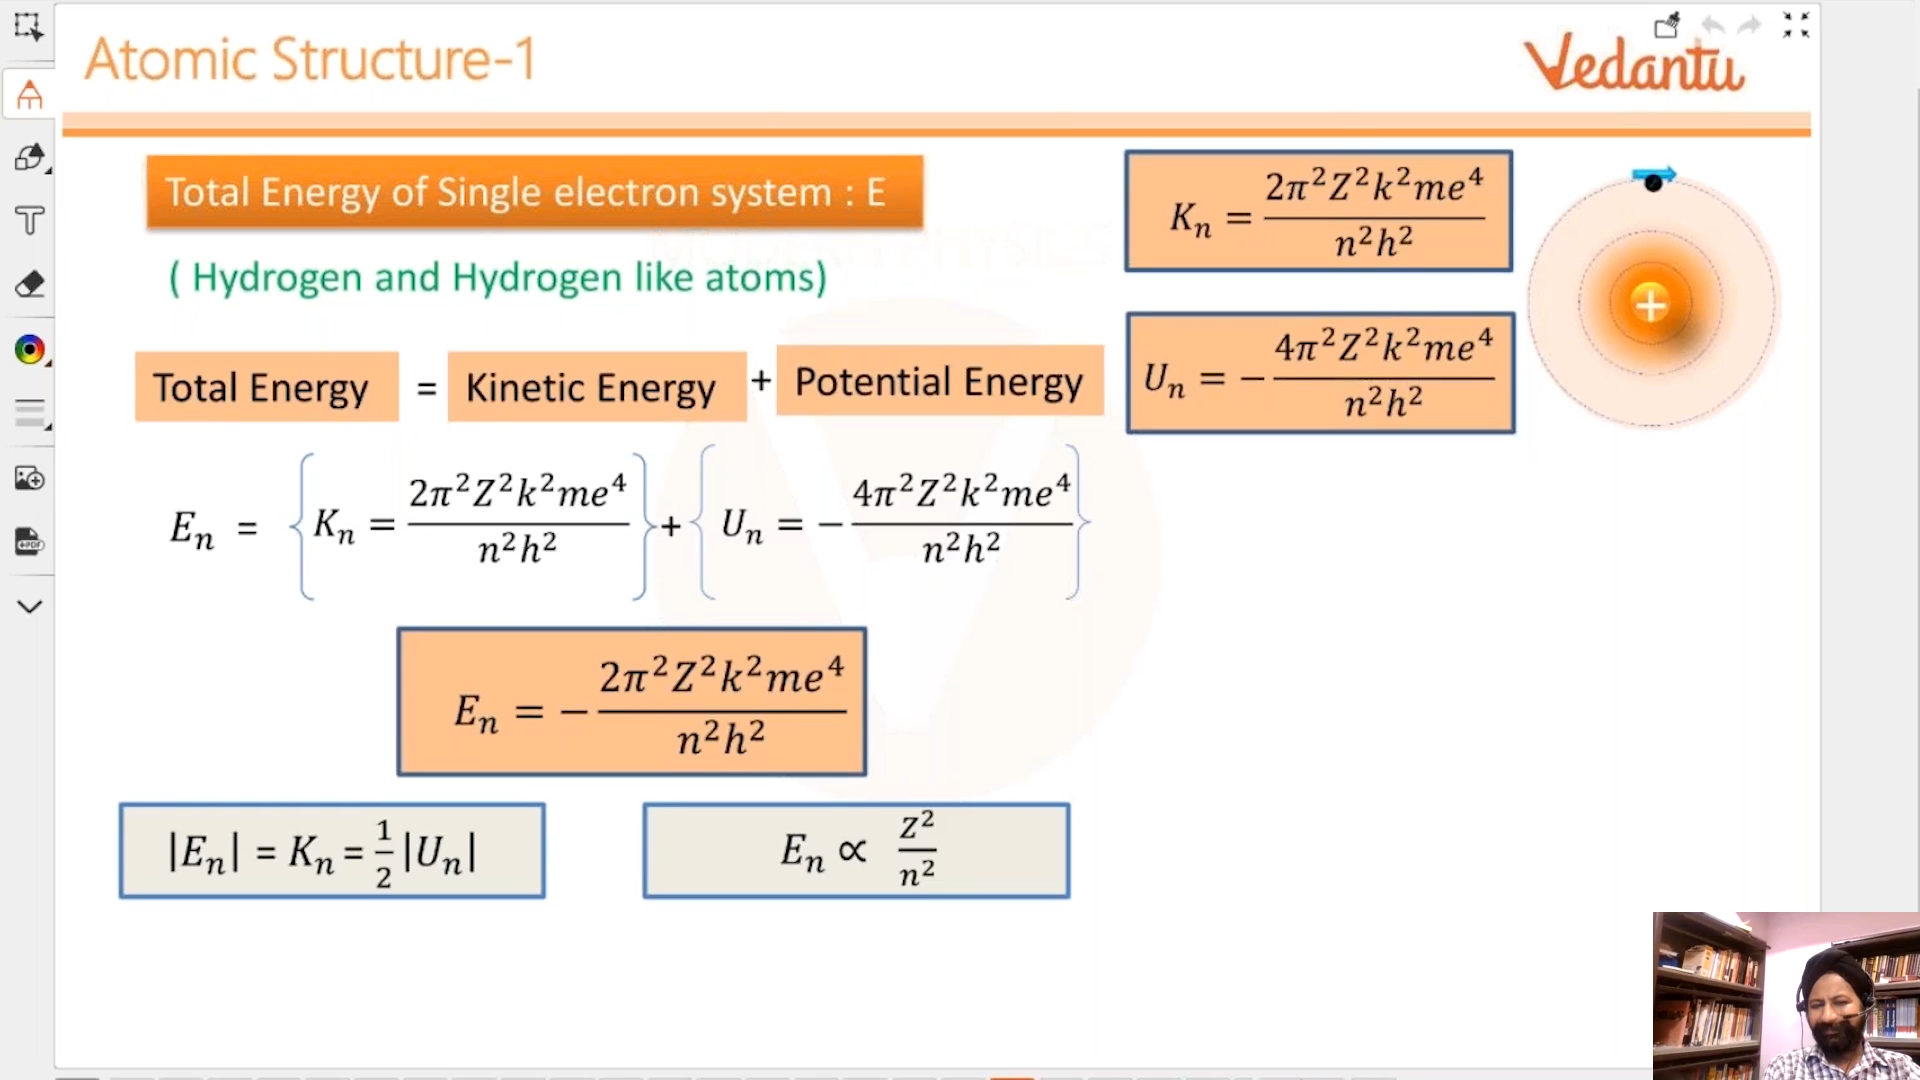 Atomic Structure-1
Vedantu
Total Energy of Single electron system : E
( Hydrogen and Hydrogen like atoms)
Kₙ = 2π²Z²k²me⁴ / n²h²
Uₙ = − 4π²Z²k²me⁴ / n²h²
+
Total Energy = Kinetic Energy + Potential Energy
Eₙ = { Kₙ = 2π²Z²k²me⁴ / n²h² } + { Uₙ = − 4π²Z²k²me⁴ / n²h² }
Eₙ = − 2π²Z²k²me⁴ / n²h²
|Eₙ| = Kₙ = 1/2 |Uₙ|
Eₙ ∝ Z² / n²